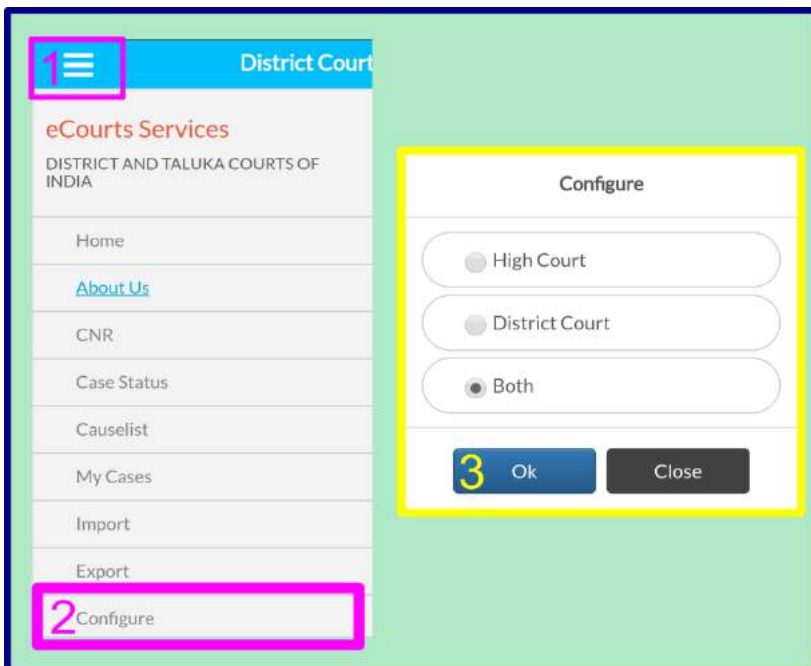 1
District Court
eCourts Services
DISTRICT AND TALUKA COURTS OF
INDIA
Home
About Us
CNR
Case Status
Causelist
My Cases
Import
Export
2
Configure
Configure
High Court
District Court
Both
3
Ok
Close